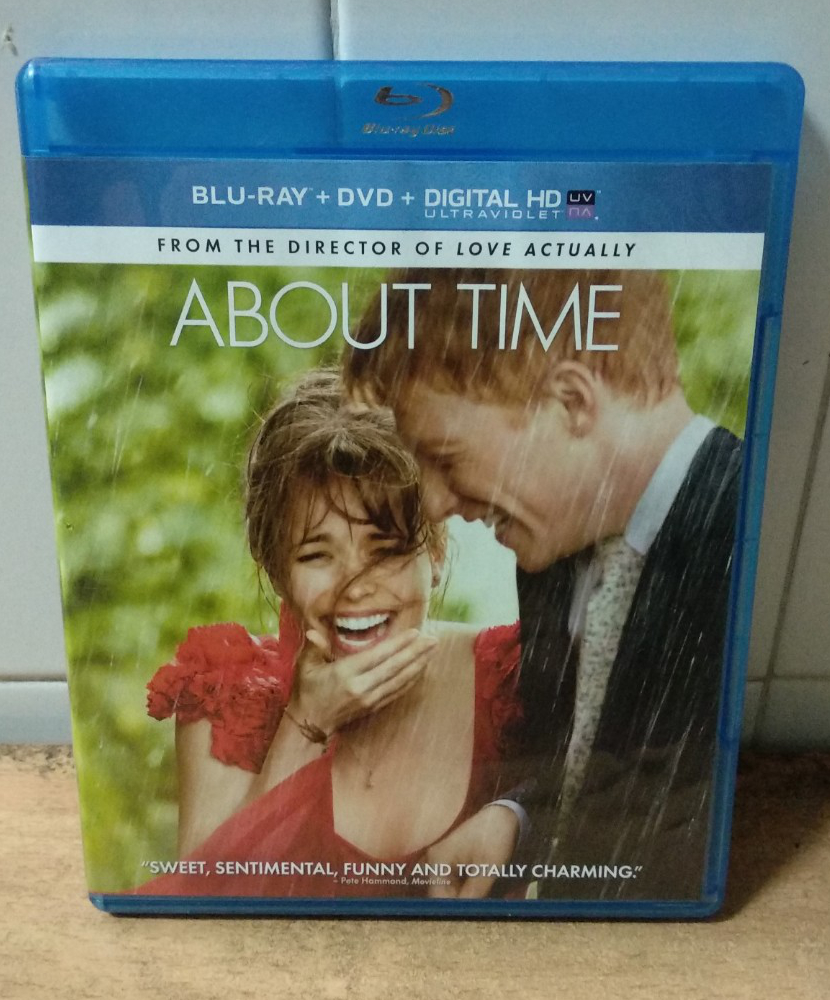 Blu-ray Disc
BLU-RAY™ + DVD + DIGITAL HD UV
ULTRAVIOLET
FROM THE DIRECTOR OF LOVE ACTUALLY
ABOUT TIME
“SWEET, SENTIMENTAL, FUNNY AND TOTALLY CHARMING.”
– Pete Hammond, Movieline